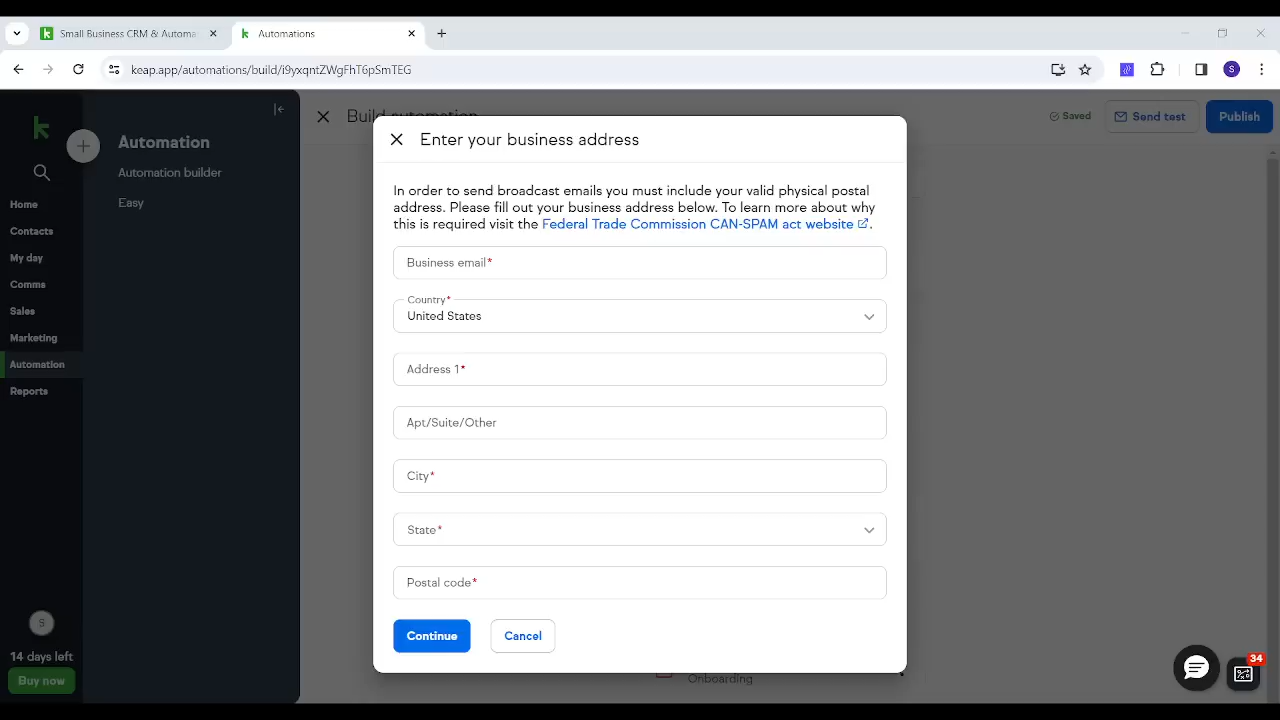 Small Business CRM & Automa
Automations
keap.app/automations/build/i9yxqntZWgFhT6pSmTEG
S
Automation
Automation builder
Easy
Home
Contacts
My day
Comms
Sales
Marketing
Automation
Reports
S
14 days left
Buy now
Build automation
Saved
Send test
Publish
Enter your business address
In order to send broadcast emails you must include your valid physical postal
address. Please fill out your business address below. To learn more about why
this is required visit the Federal Trade Commission CAN-SPAM act website.
Business email*
Country*
United States
Address 1*
Apt/Suite/Other
City*
State*
Postal code*
Continue
Cancel
Onboarding
34